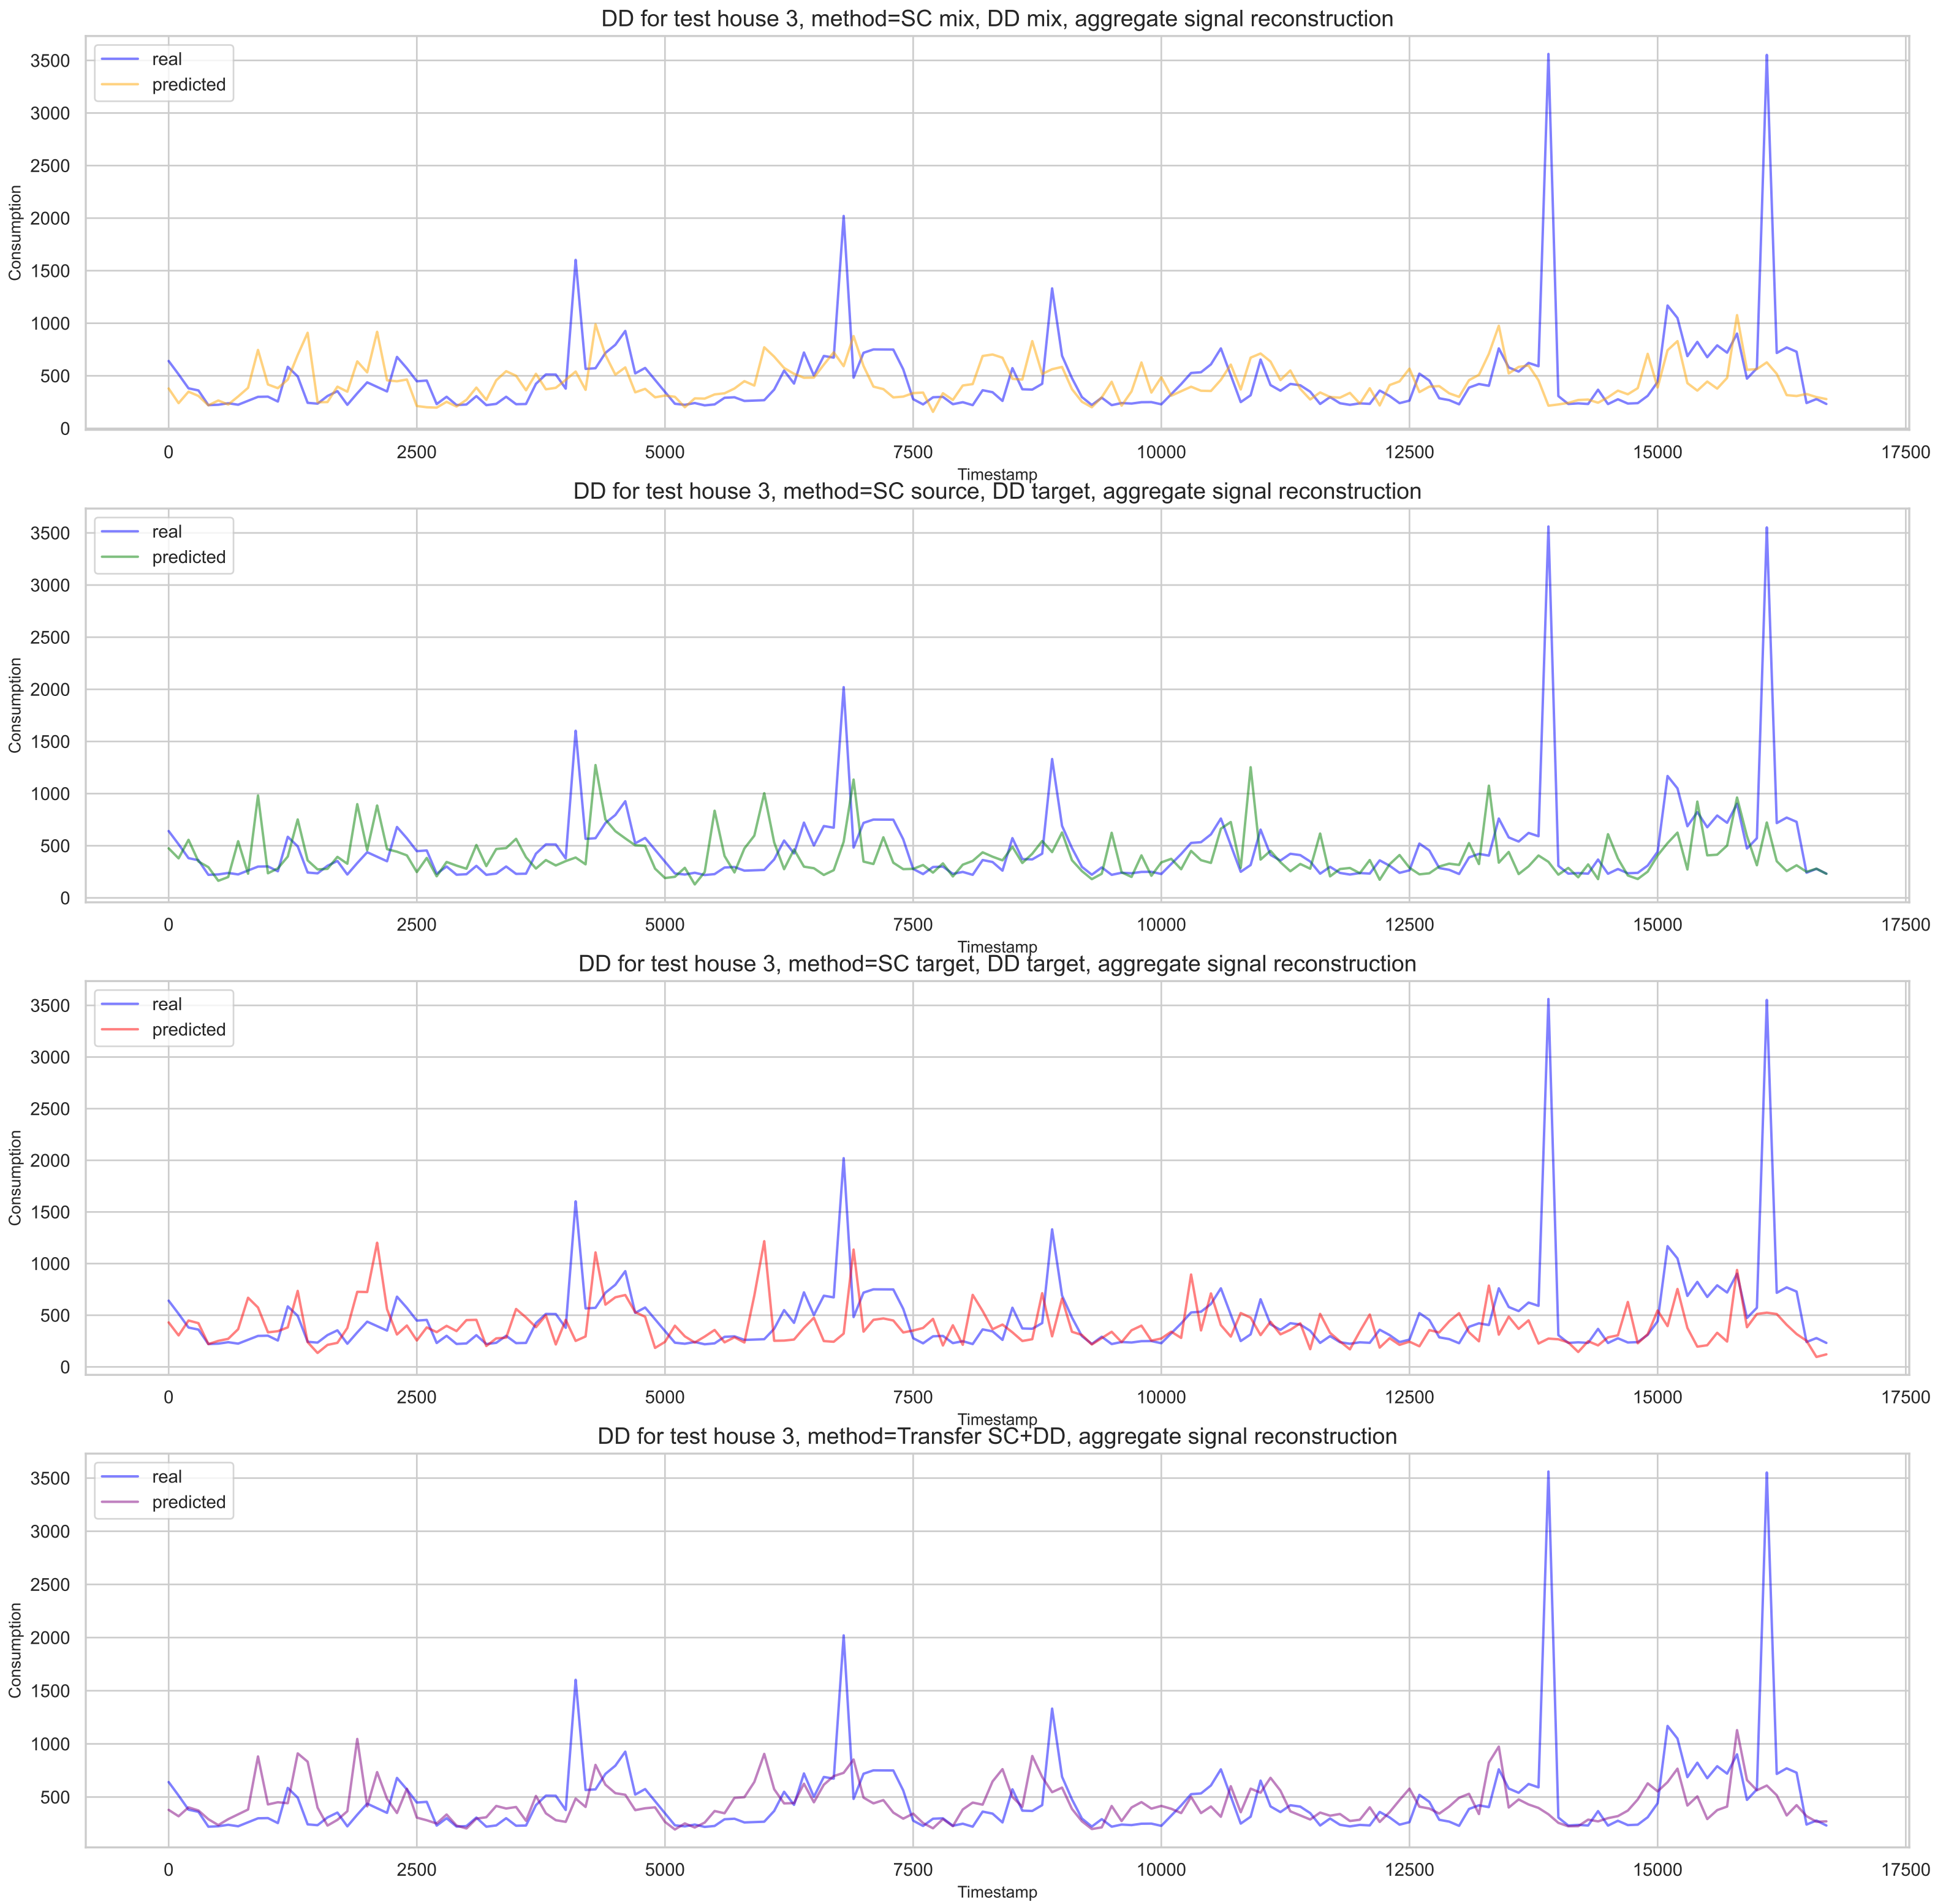 DD for test house 3, method=SC mix, DD mix, aggregate signal reconstruction
real
predicted
Consumption
3500
3000
2500
2000
1500
1000
500
0
0 2500 5000 7500 10000 12500 15000 17500
Timestamp
DD for test house 3, method=SC source, DD target, aggregate signal reconstruction
real
predicted
Consumption
3500
3000
2500
2000
1500
1000
500
0
0 2500 5000 7500 10000 12500 15000 17500
Timestamp
DD for test house 3, method=SC target, DD target, aggregate signal reconstruction
real
predicted
Consumption
3500
3000
2500
2000
1500
1000
500
0
0 2500 5000 7500 10000 12500 15000 17500
Timestamp
DD for test house 3, method=Transfer SC+DD, aggregate signal reconstruction
real
predicted
Consumption
3500
3000
2500
2000
1500
1000
500
0 2500 5000 7500 10000 12500 15000 17500
Timestamp